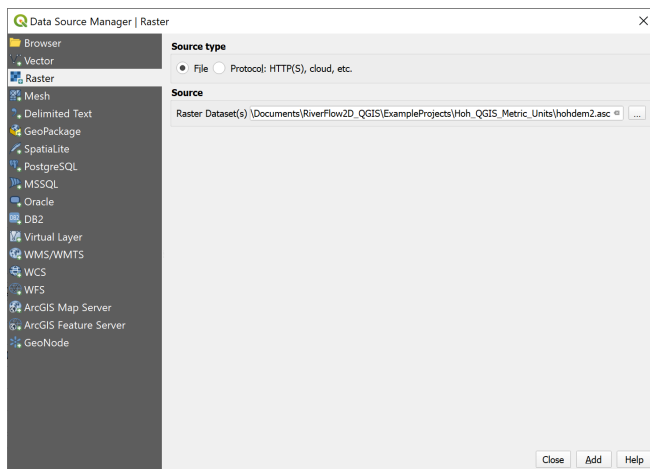 Data Source Manager | Raster
Browser
Vector
Raster
Mesh
Delimited Text
GeoPackage
SpatiaLite
PostgreSQL
MSSQL
Oracle
DB2
Virtual Layer
WMS/WMTS
WCS
WFS
ArcGIS Map Server
ArcGIS Feature Server
GeoNode
Source type
File Protocol: HTTP(S), cloud, etc.
Source
Raster Dataset(s) \Documents\RiverFlow2D_QGIS\ExampleProjects\Hoh_QGIS_Metric_Units\hohdem2.asc ...
Close Add Help